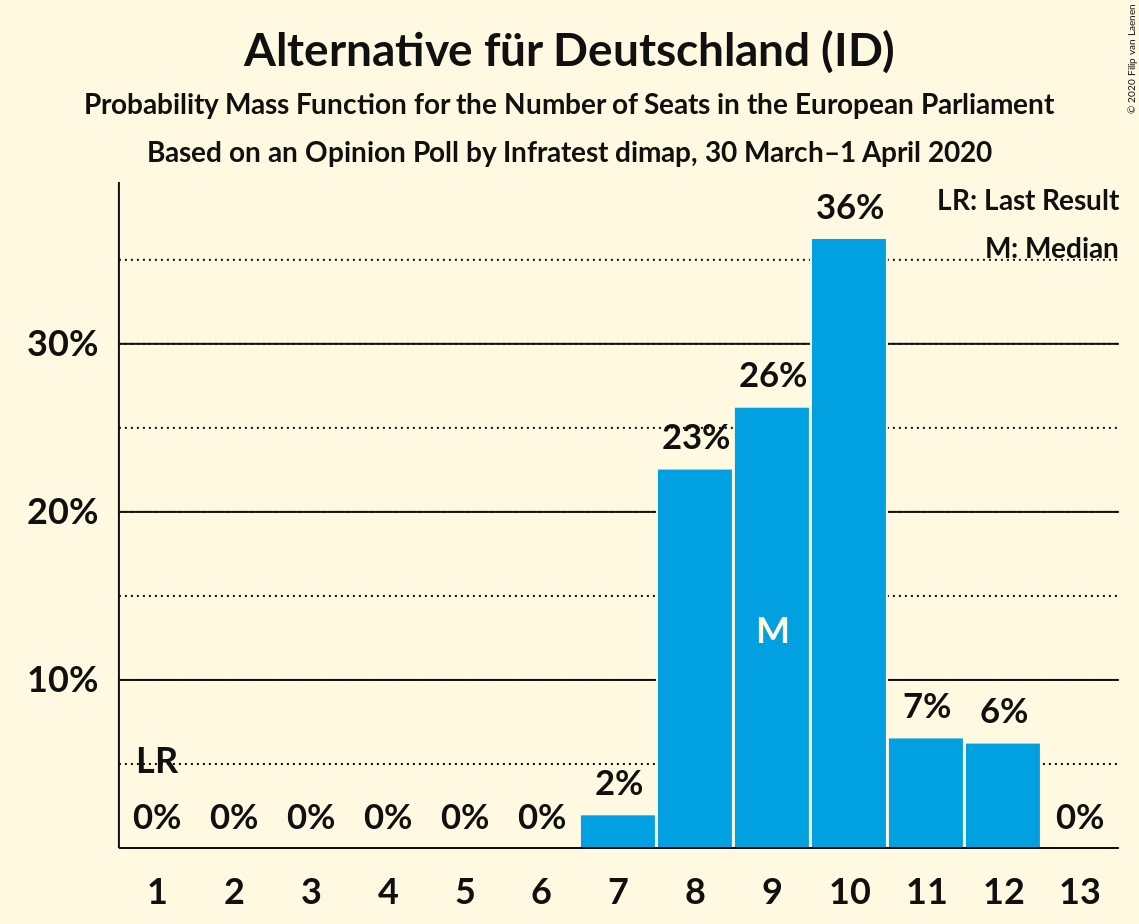 Alternative für Deutschland (ID)
Probability Mass Function for the Number of Seats in the European Parliament
Based on an Opinion Poll by Infratest dimap, 30 March–1 April 2020
© 2020 Filip van Laenen
LR: Last Result
M: Median
36%
30%
26%
23%
20%
M
10%
7%
6%
LR
2%
0% 0% 0% 0% 0% 0% 0%
1 2 3 4 5 6 7 8 9 10 11 12 13